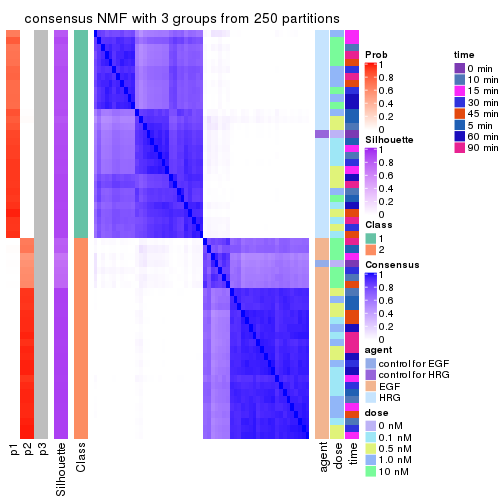 consensus NMF with 3 groups from 250 partitions
Prob
1
0.8
0.6
0.4
0.2
0
Silhouette
1
0.8
0.6
0.4
0.2
0
Class
1
2
Consensus
1
0.8
0.6
0.4
0.2
0
agent
control for EGF
control for HRG
EGF
HRG
dose
0 nM
0.1 nM
0.5 nM
1.0 nM
10 nM
time
0 min
10 min
15 min
30 min
45 min
5 min
60 min
90 min
p1
p2
p3
Silhouette
Class
agent
dose
time